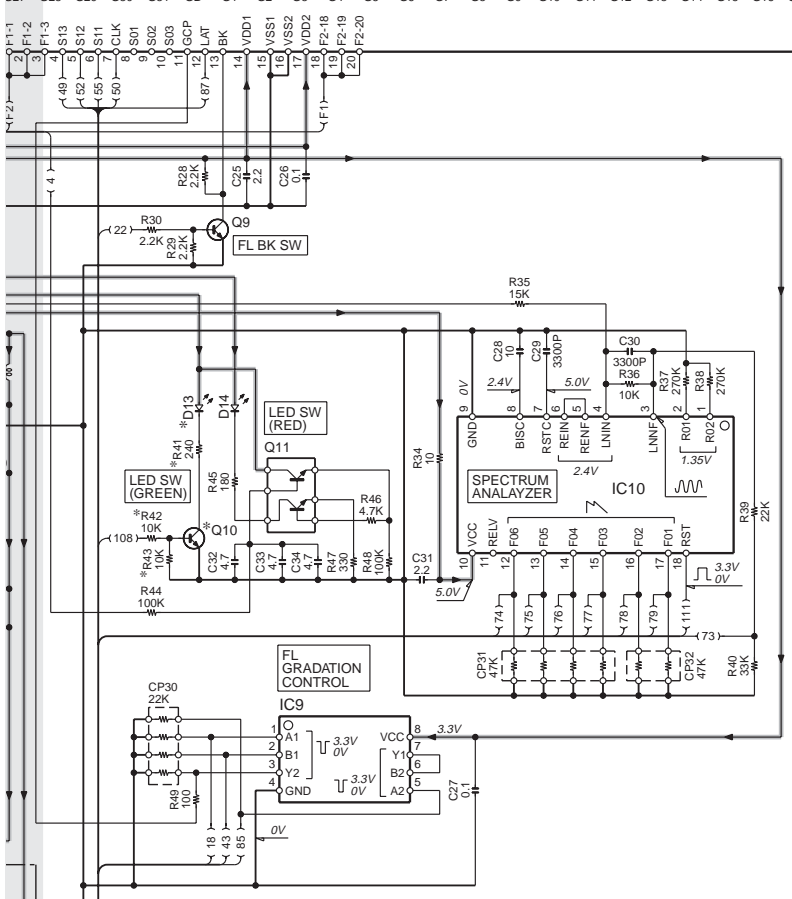 F1-1
F1-2
F1-3
S13
S12
S11
CLK
S01
S02
S03
GCP
LAT
BK
VDD1
VSS1
VSS2
VDD2
F2-18
F2-19
F2-20
2 3 4 5 6 7 8 9 10 11 12 13 14 15 16 17 18 19 20
49
52
55
50
87
F2
F1
4
R28
2.2K
C25
2.2
C26
0.1
22
R30
2.2K
R29
2.2K
Q9
FL BK SW
R35
15K
C28
10
C29
3300P
C30
3300P
R36
10K
R37
270K
R38
270K
0V
2.4V
5.0V
9 8 7 6 5 4 3 2 1
GND
BISC
RSTC
REIN
RENF
LNIN
LNNF
R01
R02
2.4V
1.35V
SPECTRUM
ANALAYZER
IC10
VCC
RELV
F06
F05
F04
F03
F02
F01
RST
10 11 12 13 14 15 16 17 18
3.3V
0V
R39
22K
*D13
D14
LED SW
(RED)
*R41
240
Q11
R34
10
LED SW
(GREEN)
R45
180
R46
4.7K
*R42
10K
*Q10
108
*R43
10K
C32
4.7
C33
4.7
C34
4.7
R47
330
R48
100K
C31
2.2
5.0V
R44
100K
74
75
76
77
78
79
111
73
CP31
47K
CP32
47K
R40
33K
FL
GRADATION
CONTROL
CP30
22K
IC9
1 A1
2 B1
3 Y2
4 GND
3.3V
0V
3.3V
0V
VCC 8
Y1 7
B2 6
A2 5
3.3V
R49
100
C27
0.1
18
43
85
0V